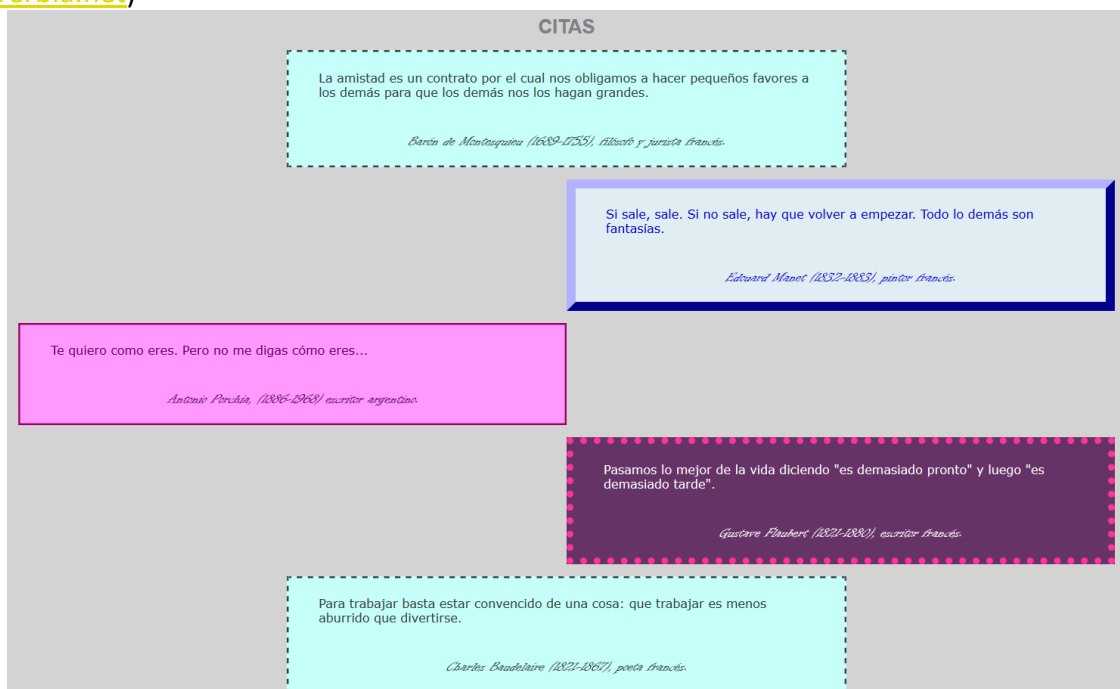 CITAS
La amistad es un contrato por el cual nos obligamos a hacer pequeños favores a
los demás para que los demás nos los hagan grandes.
Barón de Montesquieu (1689-1755), filósofo y jurista francés.
Si sale, sale. Si no sale, hay que volver a empezar. Todo lo demás son
fantasías.
Edouard Manet (1832-1883), pintor francés.
Te quiero como eres. Pero no me digas cómo eres...
Antonio Porchia, (1886-1968) escritor argentino.
Pasamos lo mejor de la vida diciendo "es demasiado pronto" y luego "es
demasiado tarde".
Gustave Flaubert (1821-1880), escritor francés.
Para trabajar basta estar convencido de una cosa: que trabajar es menos
aburrido que divertirse.
Charles Baudelaire (1821-1867), poeta francés.